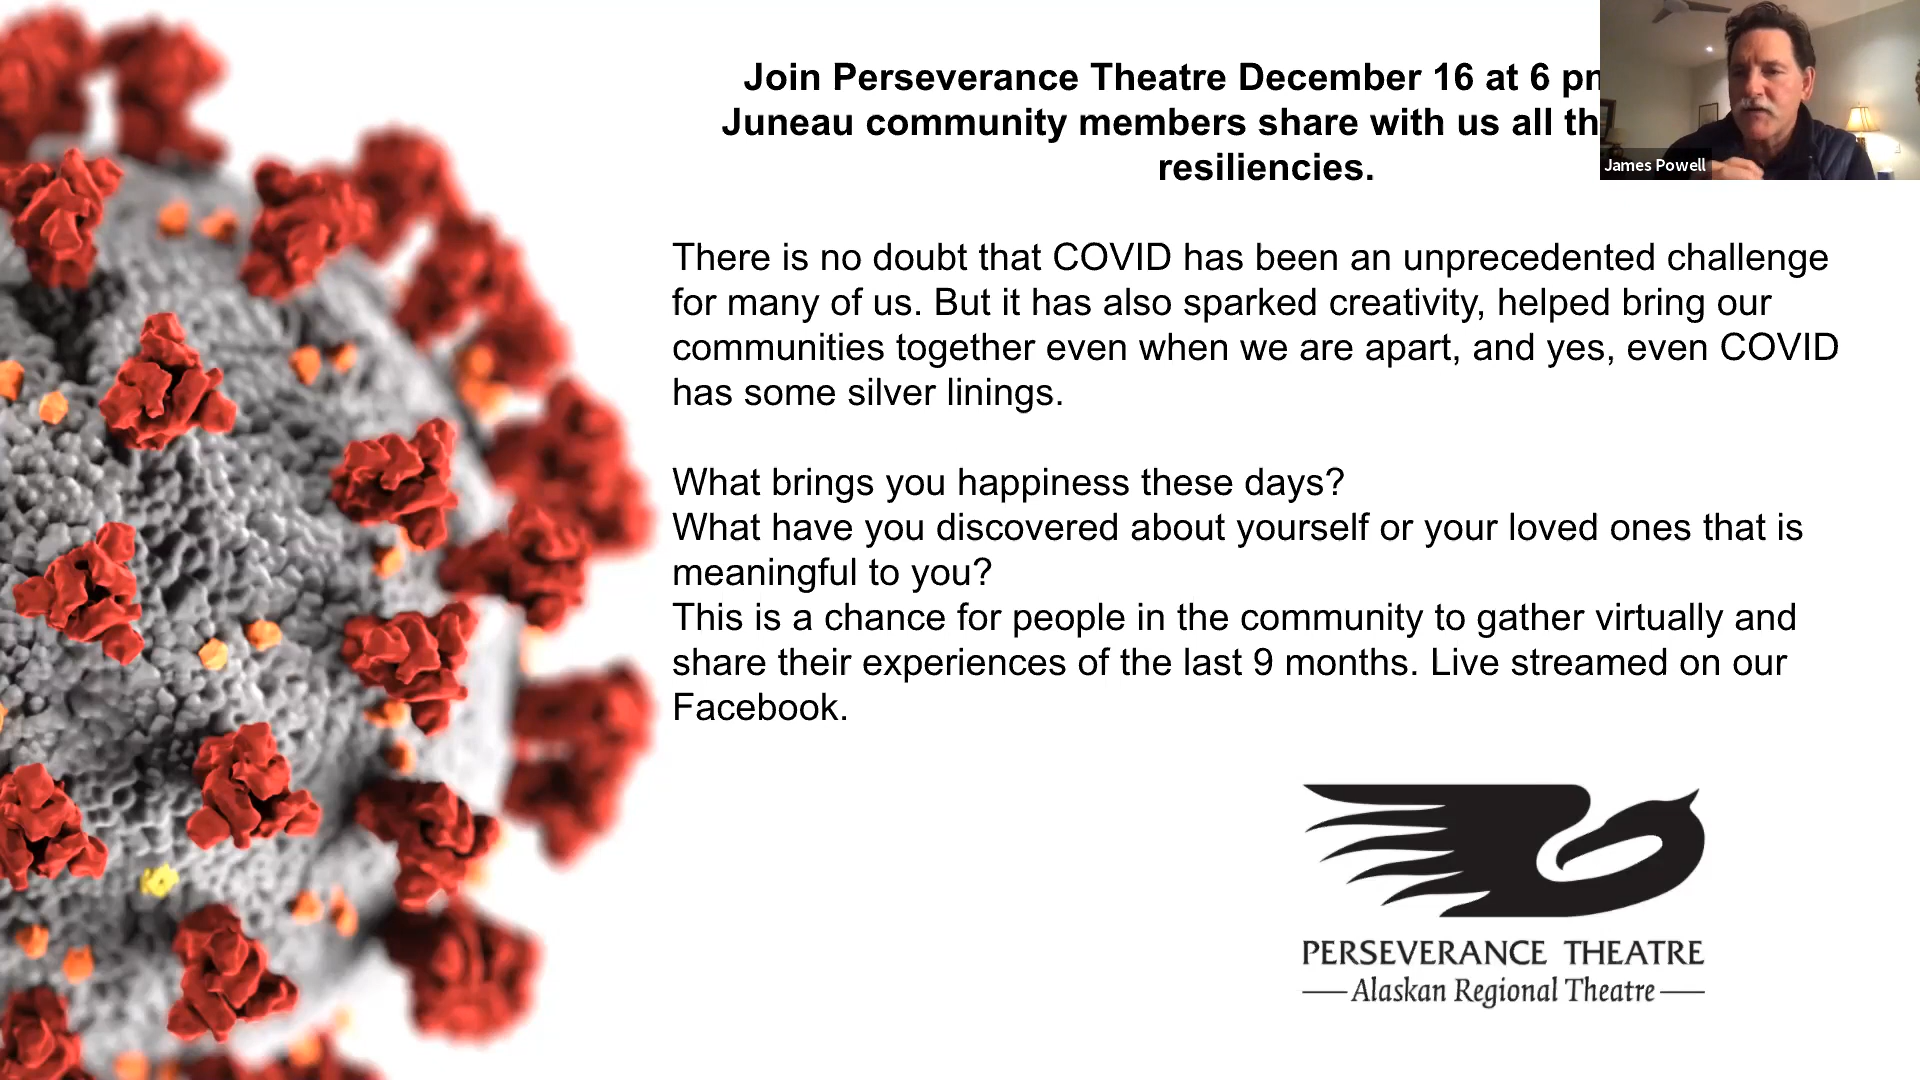 Join Perseverance Theatre December 16 at 6
Juneau community members share with us all
resiliencies.
James Powell
There is no doubt that COVID has been an unprecedented challenge
for many of us. But it has also sparked creativity, helped bring our
communities together even when we are apart, and yes, even COVID
has some silver linings.
What brings you happiness these days?
What have you discovered about yourself or your loved ones that is
meaningful to you?
This is a chance for people in the community to gather virtually and
share their experiences of the last 9 months. Live streamed on our
Facebook.
PERSEVERANCE THEATRE
Alaskan Regional Theatre